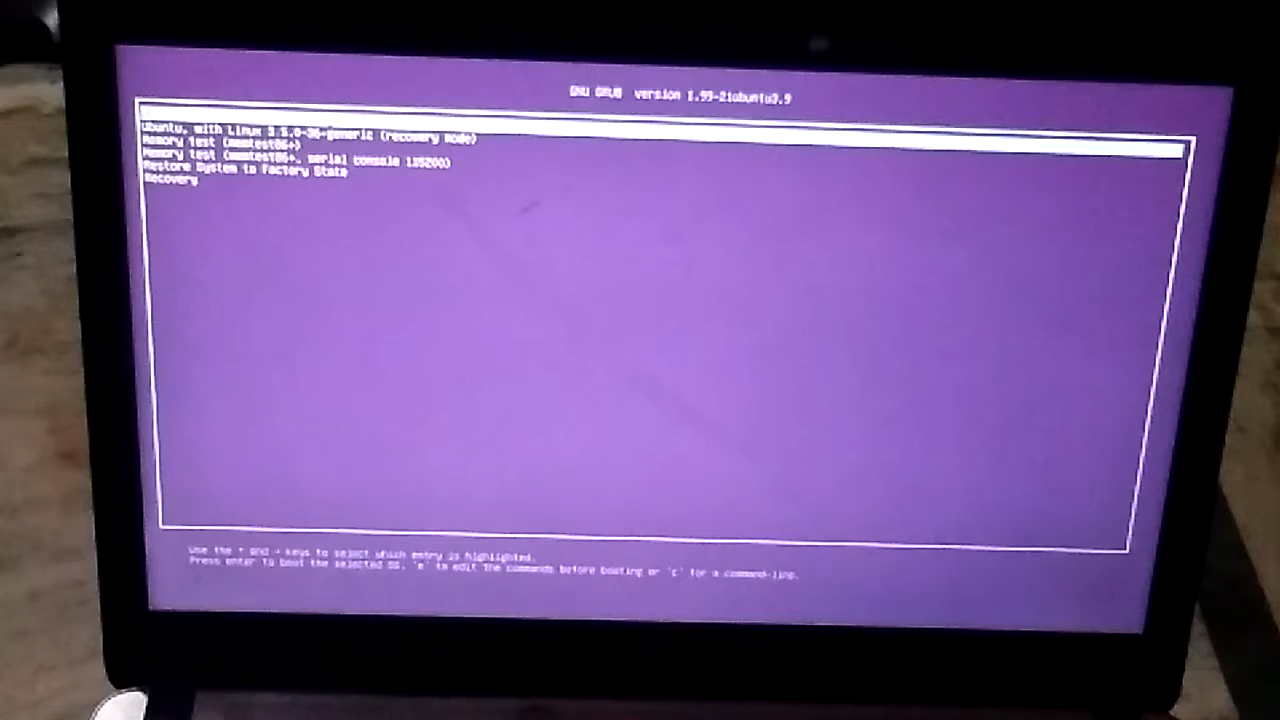 GNU GRUB version 1.99-21ubuntu3.9
Ubuntu, with Linux 3.5.0-36-generic (recovery mode)
Memory test (memtest86+)
Memory test (memtest86+, serial console 115200)
Restore System to Factory State
Recovery
Use the ↑ and ↓ keys to select which entry is highlighted.
Press enter to boot the selected OS, 'e' to edit the commands before booting or 'c' for a command-line.